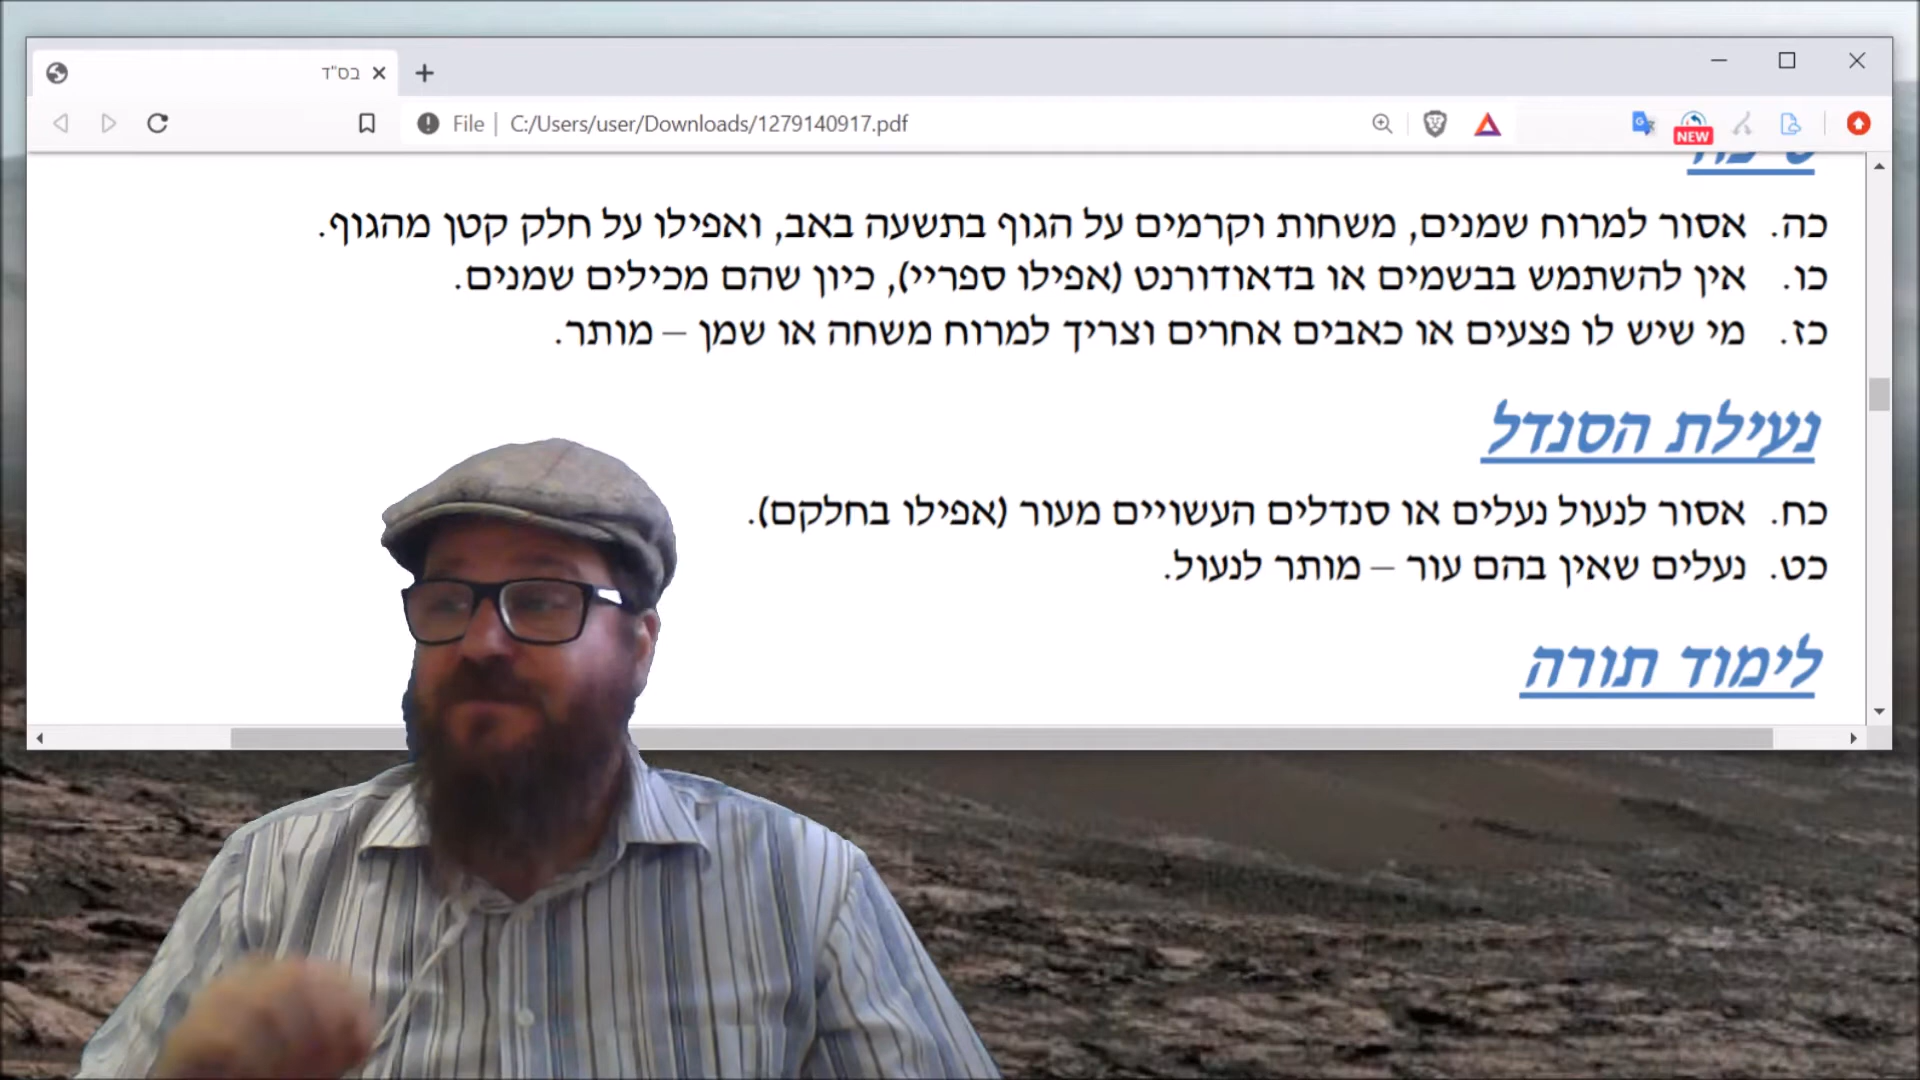 בס"ד
File | C:/Users/user/Downloads/1279140917.pdf
NEW
כה. אסור למרוח שמנים, משחות וקרמים על הגוף בתשעה באב, ואפילו על חלק קטן מהגוף.
כו. אין להשתמש בבשמים או בדאודורנט (אפילו ספריי), כיון שהם מכילים שמנים.
כז. מי שיש לו פצעים או כאבים אחרים וצריך למרוח משחה או שמן – מותר.
נעילת הסנדל
כח. אסור לנעול נעלים או סנדלים העשויים מעור (אפילו בחלקם).
כט. נעלים שאין בהם עור – מותר לנעול.
לימוד תורה